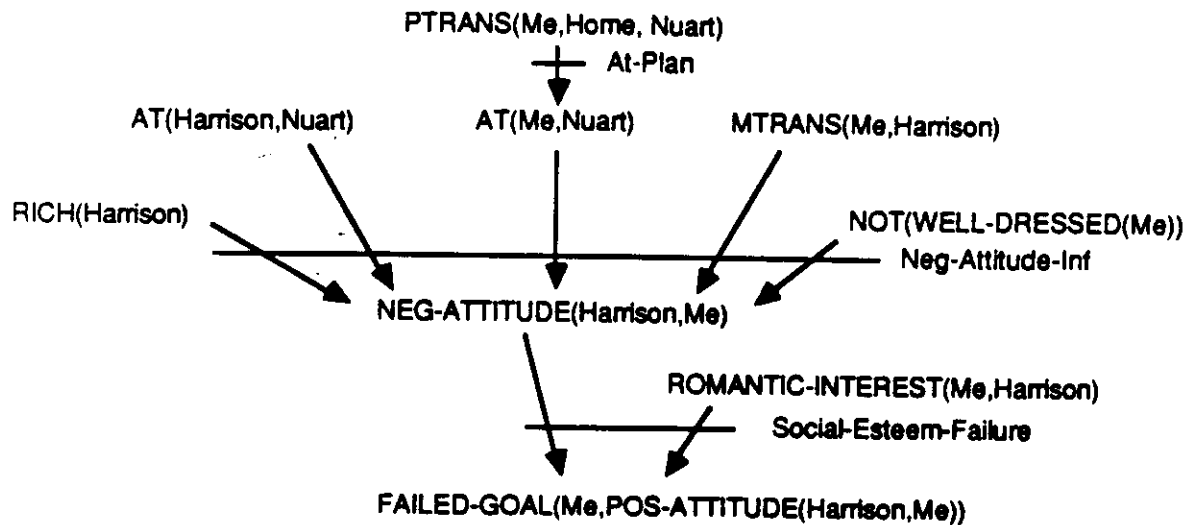 PTRANS(Me,Home, Nuart)
At-Plan
AT(Harrison,Nuart)
AT(Me,Nuart)
MTRANS(Me,Harrison)
RICH(Harrison)
NOT(WELL-DRESSED(Me))
Neg-Attitude-Inf
NEG-ATTITUDE(Harrison,Me)
ROMANTIC-INTEREST(Me,Harrison)
Social-Esteem-Failure
FAILED-GOAL(Me,POS-ATTITUDE(Harrison,Me))